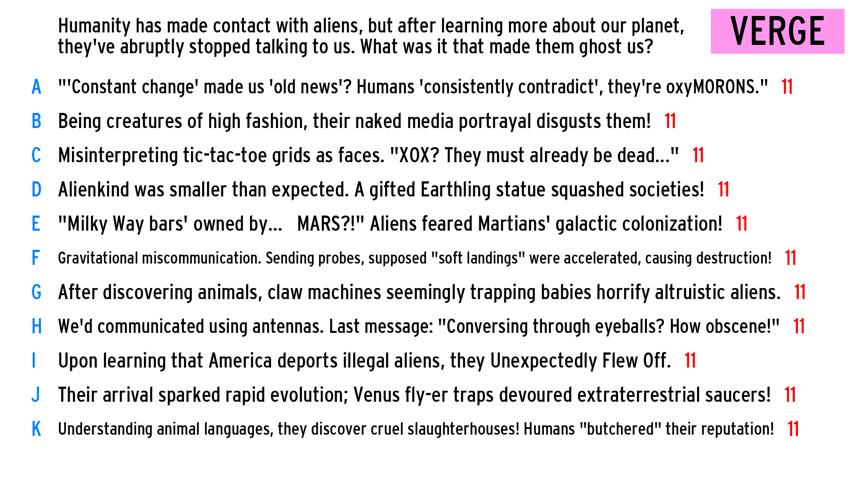 Humanity has made contact with aliens, but after learning more about our planet,
they've abruptly stopped talking to us. What was it that made them ghost us?
VERGE
A "'Constant change' made us 'old news'? Humans 'consistently contradict', they're oxyMORONS." 11
B Being creatures of high fashion, their naked media portrayal disgusts them! 11
C Misinterpreting tic-tac-toe grids as faces. "XOX? They must already be dead..." 11
D Alienkind was smaller than expected. A gifted Earthling statue squashed societies! 11
E "Milky Way bars' owned by... MARS?!" Aliens feared Martians' galactic colonization! 11
F Gravitational miscommunication. Sending probes, supposed "soft landings" were accelerated, causing destruction! 11
G After discovering animals, claw machines seemingly trapping babies horrify altruistic aliens. 11
H We'd communicated using antennas. Last message: "Conversing through eyeballs? How obscene!" 11
I Upon learning that America deports illegal aliens, they Unexpectedly Flew Off. 11
J Their arrival sparked rapid evolution; Venus fly-er traps devoured extraterrestrial saucers! 11
K Understanding animal languages, they discover cruel slaughterhouses! Humans "butchered" their reputation! 11